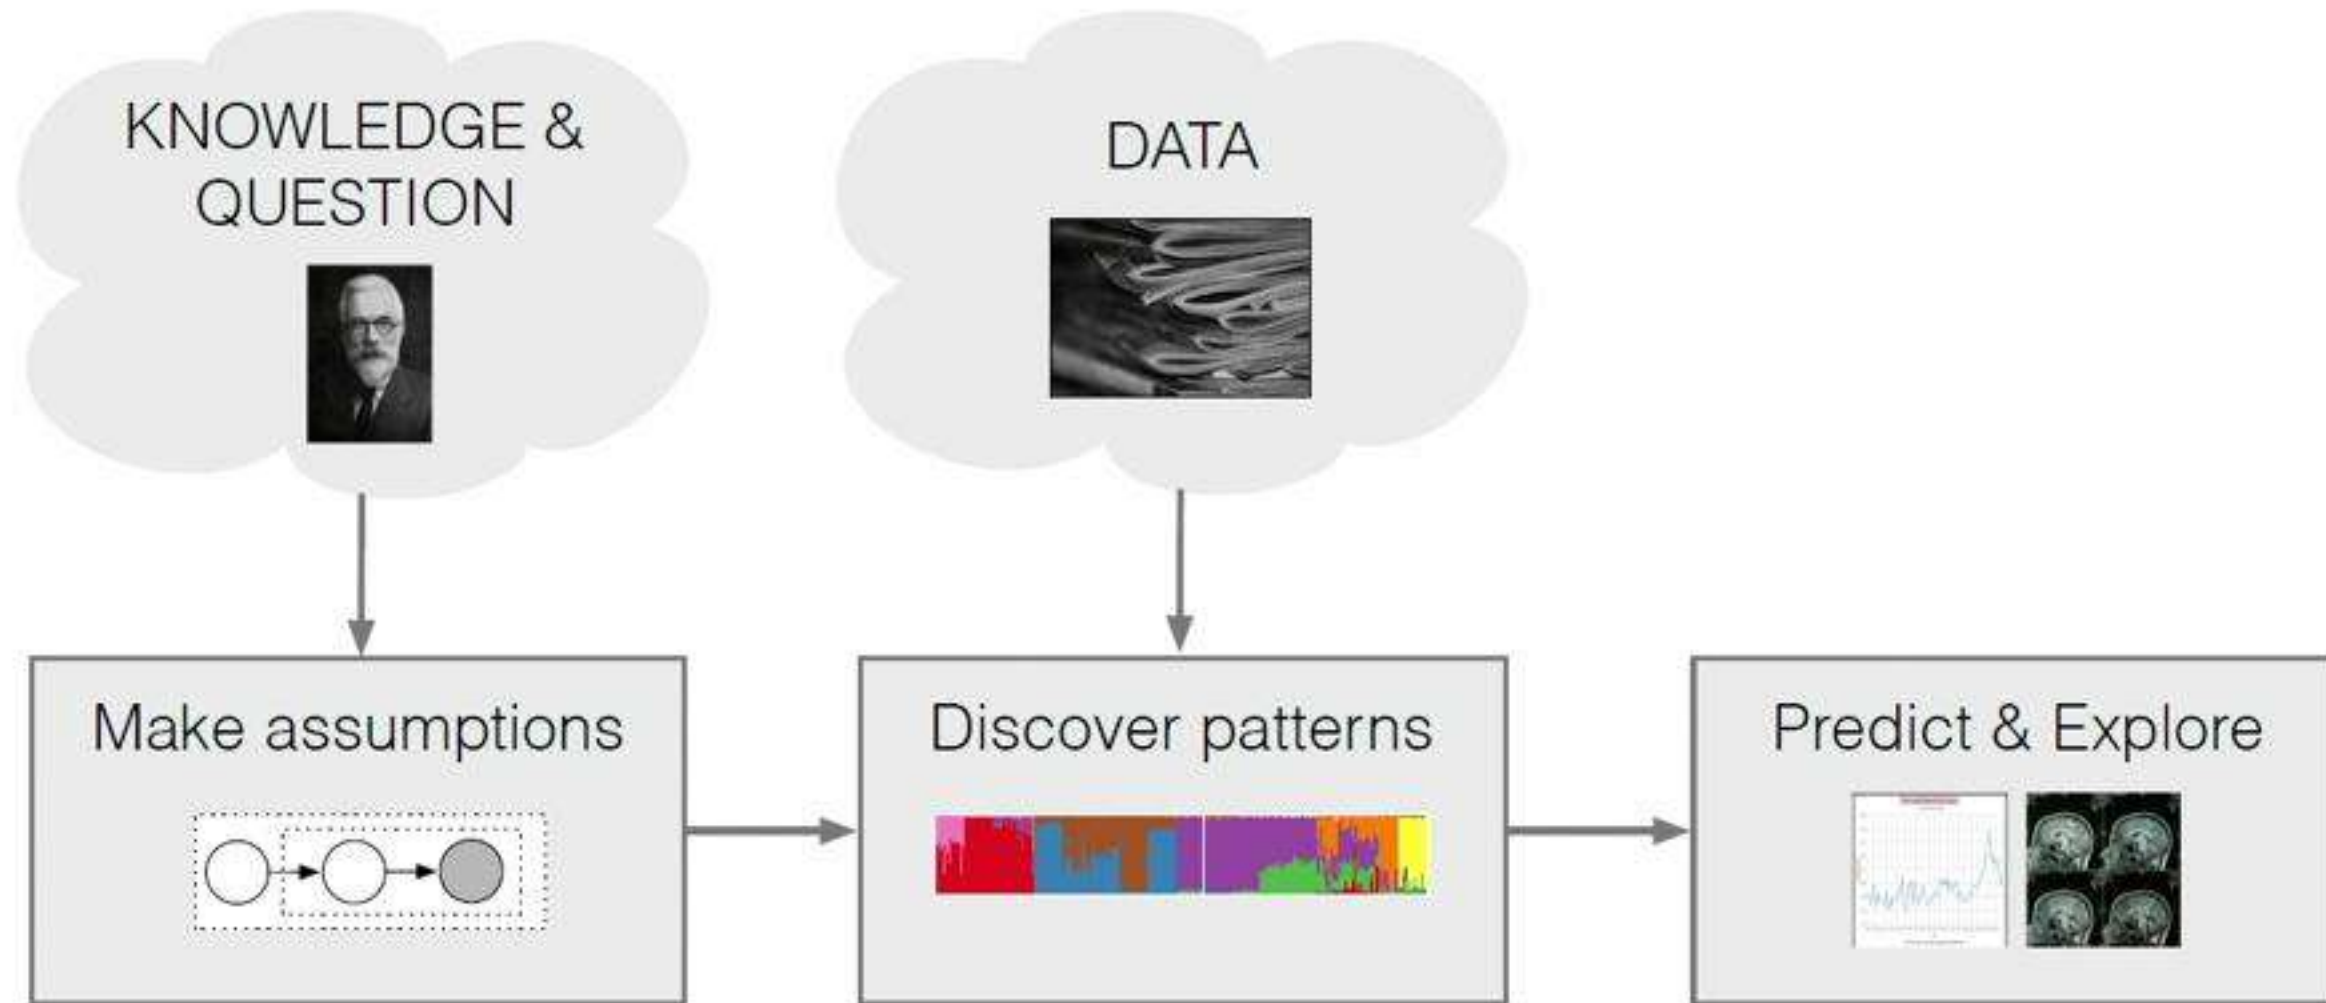 KNOWLEDGE &
QUESTION
DATA
Make assumptions
Discover patterns
Predict & Explore